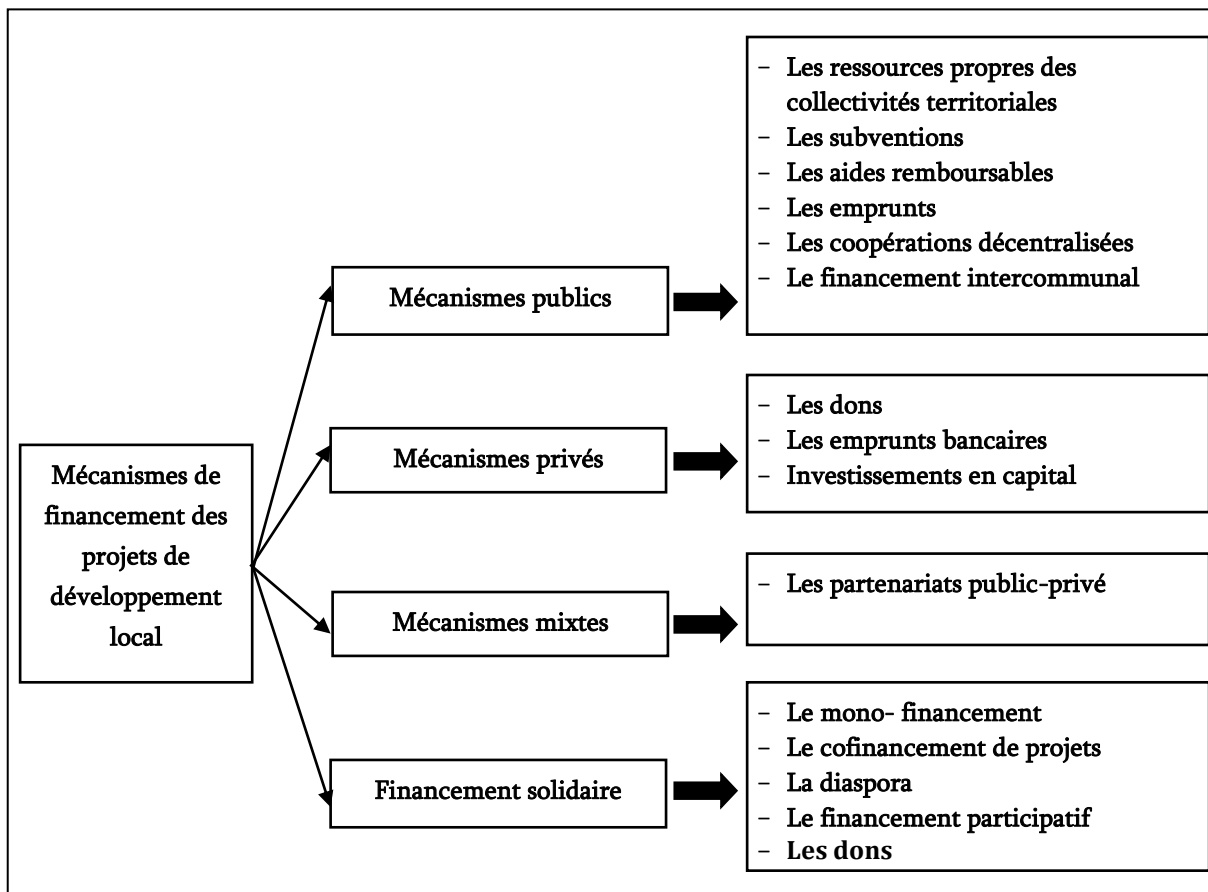 Mécanismes de
financement des
projets de
développement
local
Mécanismes publics
– Les ressources propres des
collectivités territoriales
– Les subventions
– Les aides remboursables
– Les emprunts
– Les coopérations décentralisées
– Le financement intercommunal
Mécanismes privés
– Les dons
– Les emprunts bancaires
– Investissements en capital
Mécanismes mixtes
– Les partenariats public-privé
Financement solidaire
– Le mono- financement
– Le cofinancement de projets
– La diaspora
– Le financement participatif
– Les dons